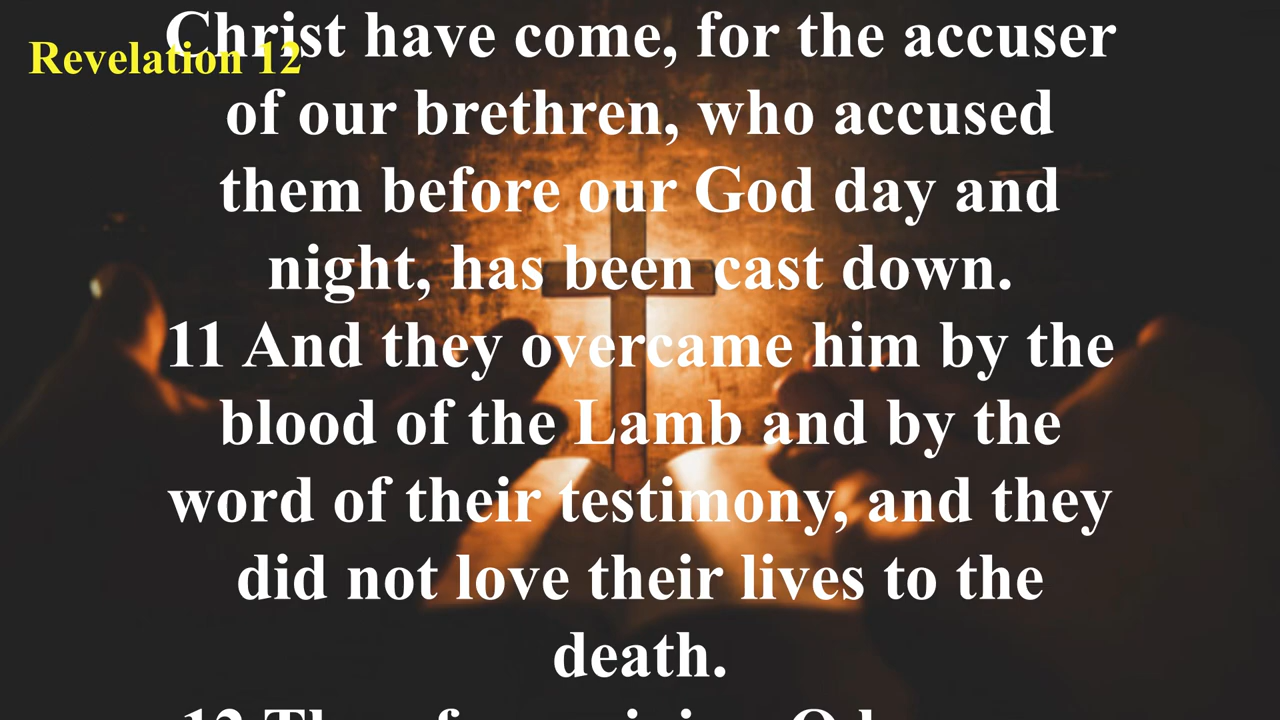 Revelation 12
Christ have come, for the accuser
of our brethren, who accused
them before our God day and
night, has been cast down.
11 And they overcame him by the
blood of the Lamb and by the
word of their testimony, and they
did not love their lives to the
death.